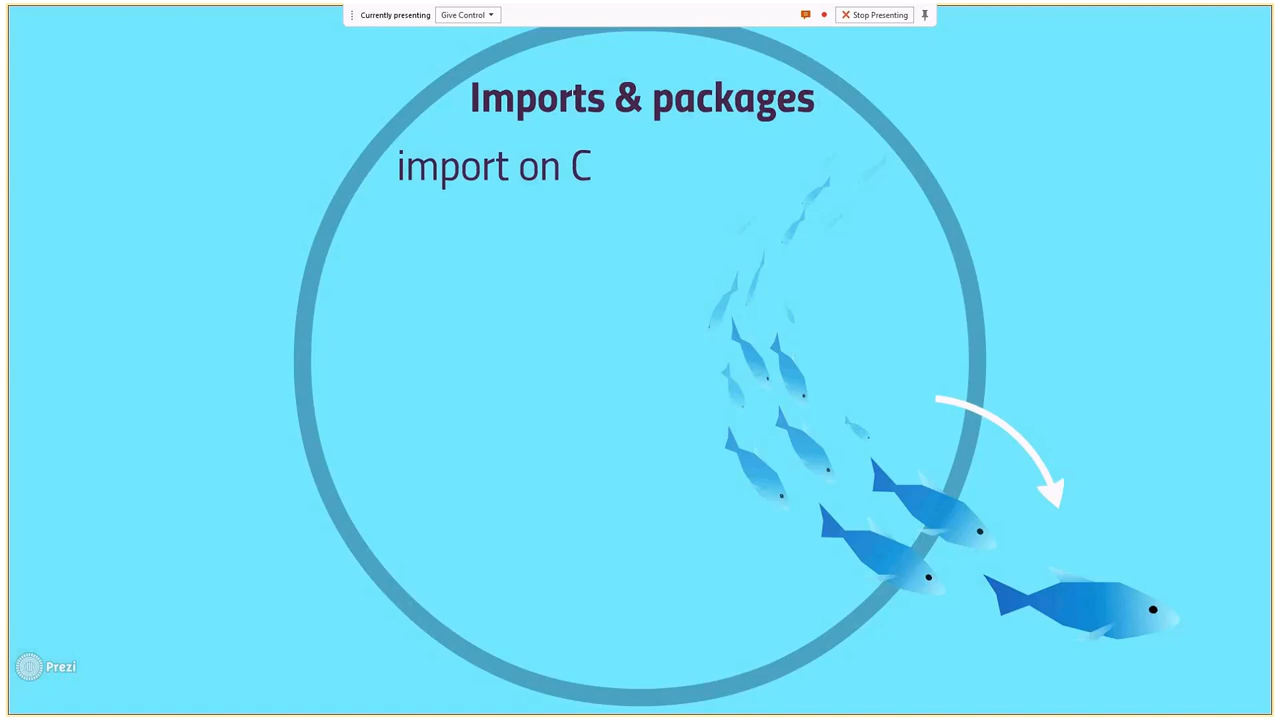 Currently presenting Give Control Stop Presenting
Imports & packages
import on C
Prezi